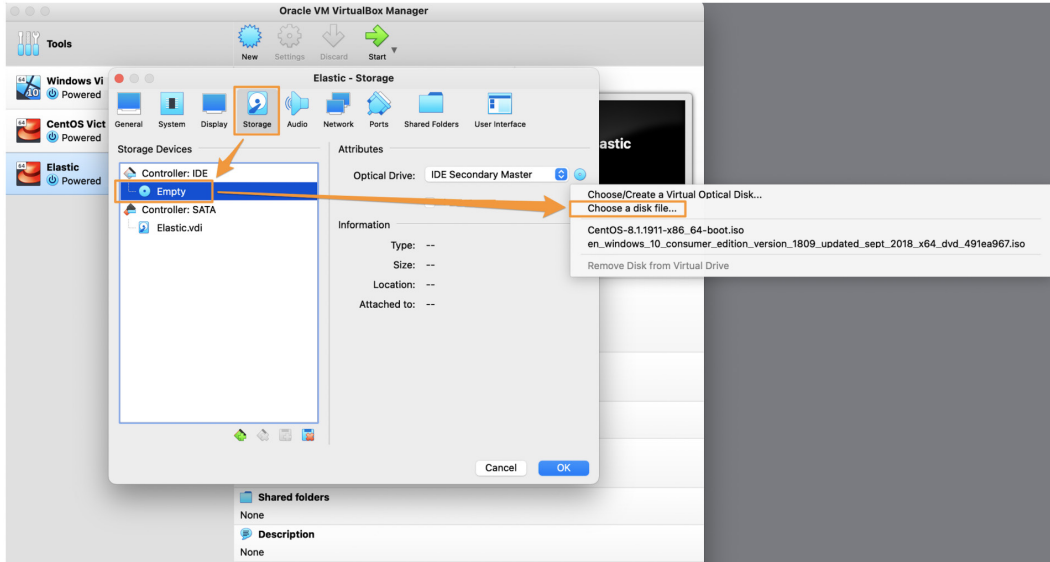 Oracle VM VirtualBox Manager
Tools
New
Settings
Discard
Start
64
Windows Vi
10
Powered
64
CentOS Vict
Powered
64
Elastic
Powered
Elastic - Storage
General
System
Display
Storage
Audio
Network
Ports
Shared Folders
User Interface
Storage Devices
Controller: IDE
Empty
Controller: SATA
Elastic.vdi
Attributes
Optical Drive: IDE Secondary Master
Information
Type: --
Size: --
Location: --
Attached to: --
Cancel
OK
astic
Choose/Create a Virtual Optical Disk...
Choose a disk file...
CentOS-8.1.1911-x86_64-boot.iso
en_windows_10_consumer_edition_version_1809_updated_sept_2018_x64_dvd_491ea967.iso
Remove Disk from Virtual Drive
Shared folders
None
Description
None